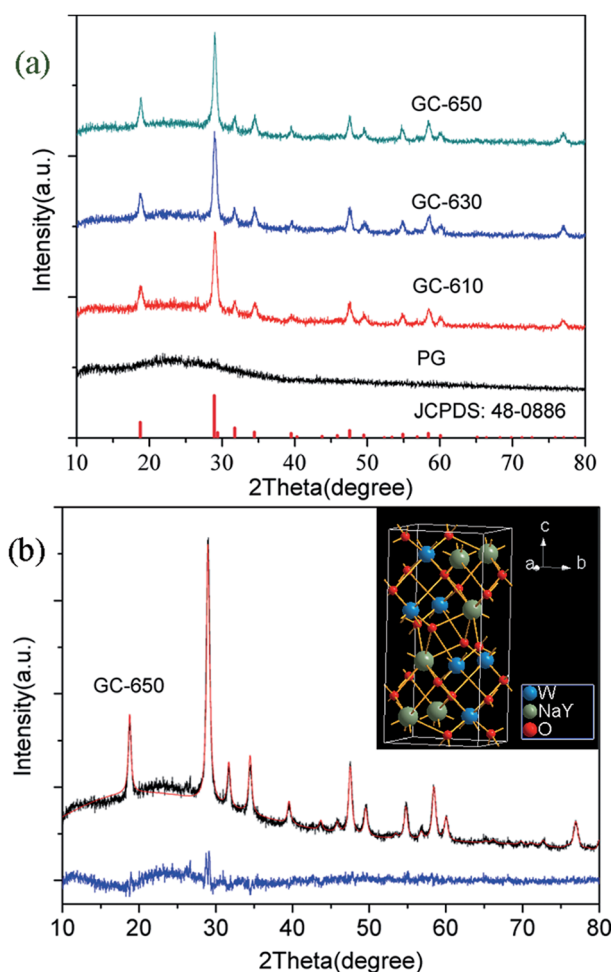 (a)
Intensity(a.u.)
GC-650
GC-630
GC-610
PG
JCPDS: 48-0886
10 20 30 40 50 60 70 80
2Theta(degree)
(b)
Intensity(a.u.)
GC-650
c
a b
W
NaY
O
10 20 30 40 50 60 70 80
2Theta(degree)